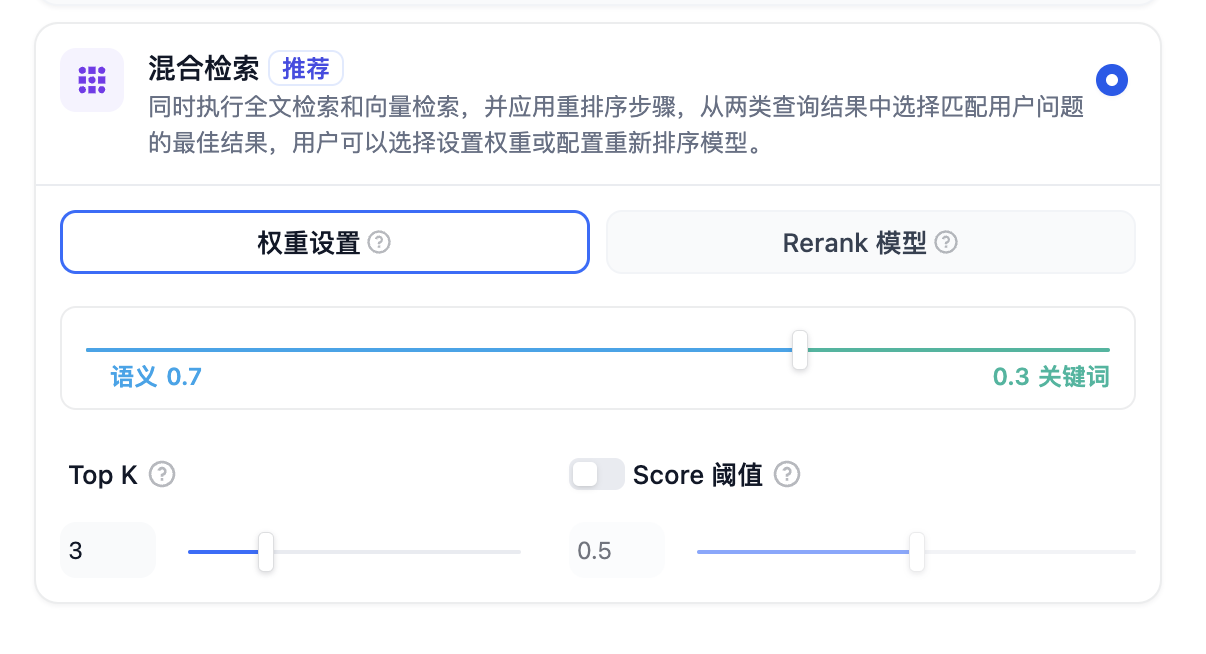 混合检索 推荐
同时执行全文检索和向量检索，并应用重排序步骤，从两类查询结果中选择匹配用户问题
的最佳结果，用户可以选择设置权重或配置重新排序模型。
权重设置 ?
Rerank 模型 ?
语义 0.7
0.3 关键词
Top K ?
Score 阈值 ?
3
0.5